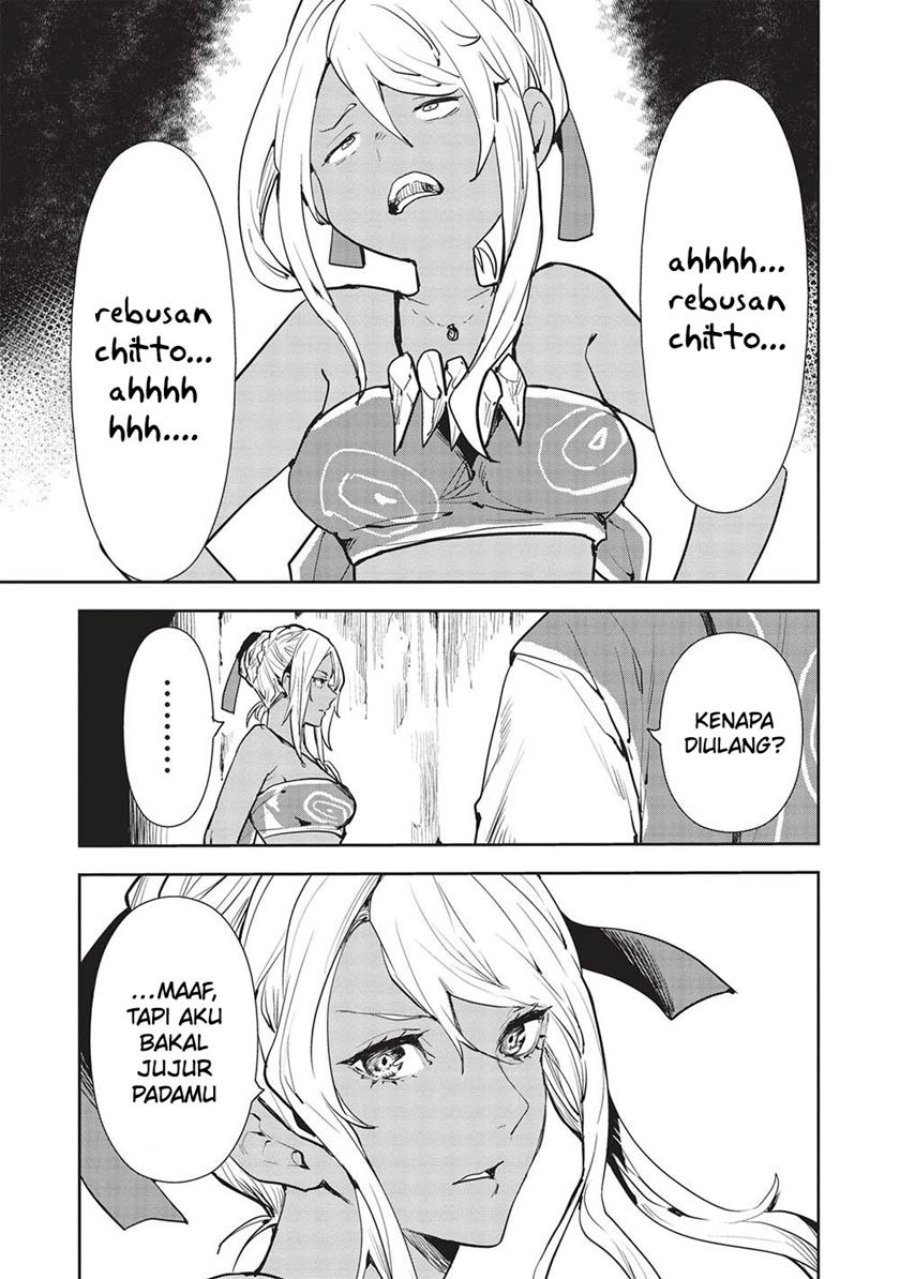 ahhhh...
rebusan
chitto...
rebusan
chitto...
ahhhh
hhh....
KENAPA
DIULANG?
........
...MAAF,
TAPI AKU
BAKAL
JUJUR
PADAMU